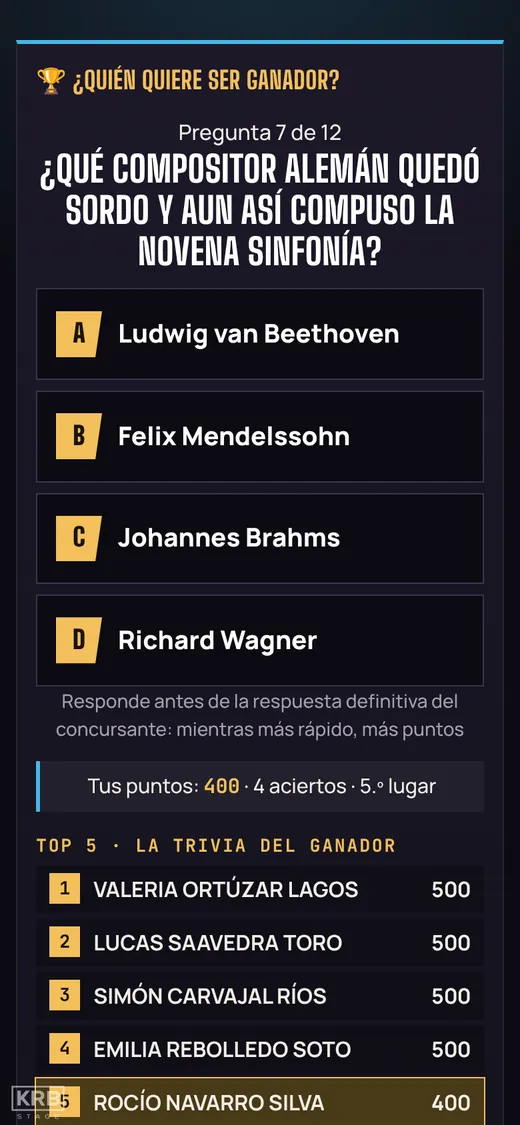 🏆 ¿QUIÉN QUIERE SER GANADOR?
Pregunta 7 de 12
¿QUÉ COMPOSITOR ALEMÁN QUEDÓ
SORDO Y AUN ASÍ COMPUSO LA
NOVENA SINFONÍA?
A Ludwig van Beethoven
B Felix Mendelssohn
C Johannes Brahms
D Richard Wagner
Responde antes de la respuesta definitiva del
concursante: mientras más rápido, más puntos
Tus puntos: 400 · 4 aciertos · 5.º lugar
TOP 5 · LA TRIVIA DEL GANADOR
1 VALERIA ORTÚZAR LAGOS 500
2 LUCAS SAAVEDRA TORO 500
3 SIMÓN CARVAJAL RÍOS 500
4 EMILIA REBOLLEDO SOTO 500
5 ROCÍO NAVARRO SILVA 400
KRB
STAGE